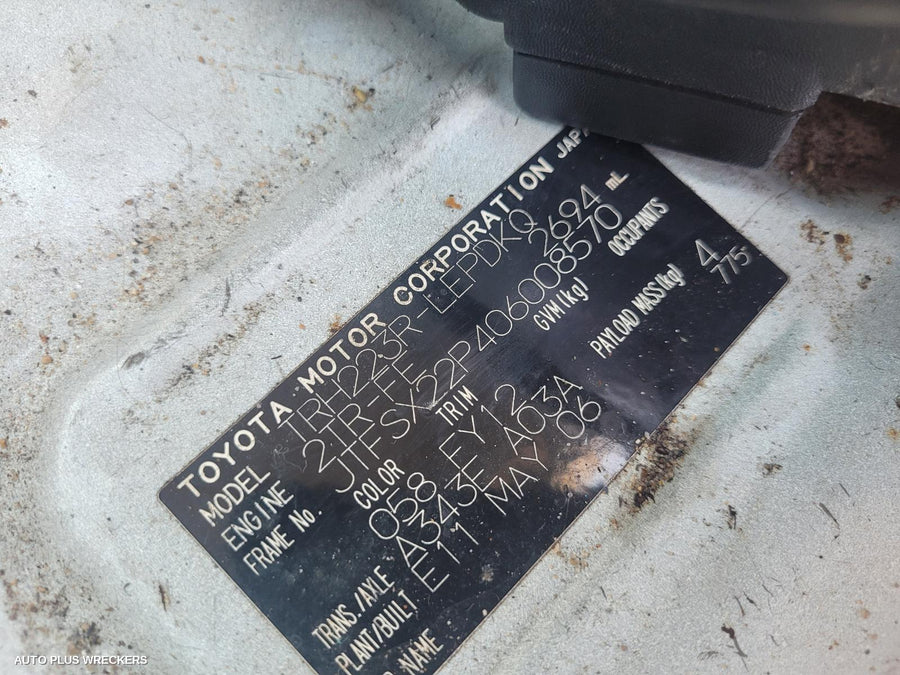 TOYOTA MOTOR CORPORATION JAPA
MODEL TRH223R-LEPDKQ
ENGINE 2TR-FE 2694 mL
FRAME No. JTFSX22P406008570
COLOR TRIM GVM(kg) OCCUPANTS
058 FY12 4
TRANS./AXLE A343E A03A PAYLOAD MASS(kg) 775
PLANT/BUILT E11 MAY 06
NAME
AUTO PLUS WRECKERS